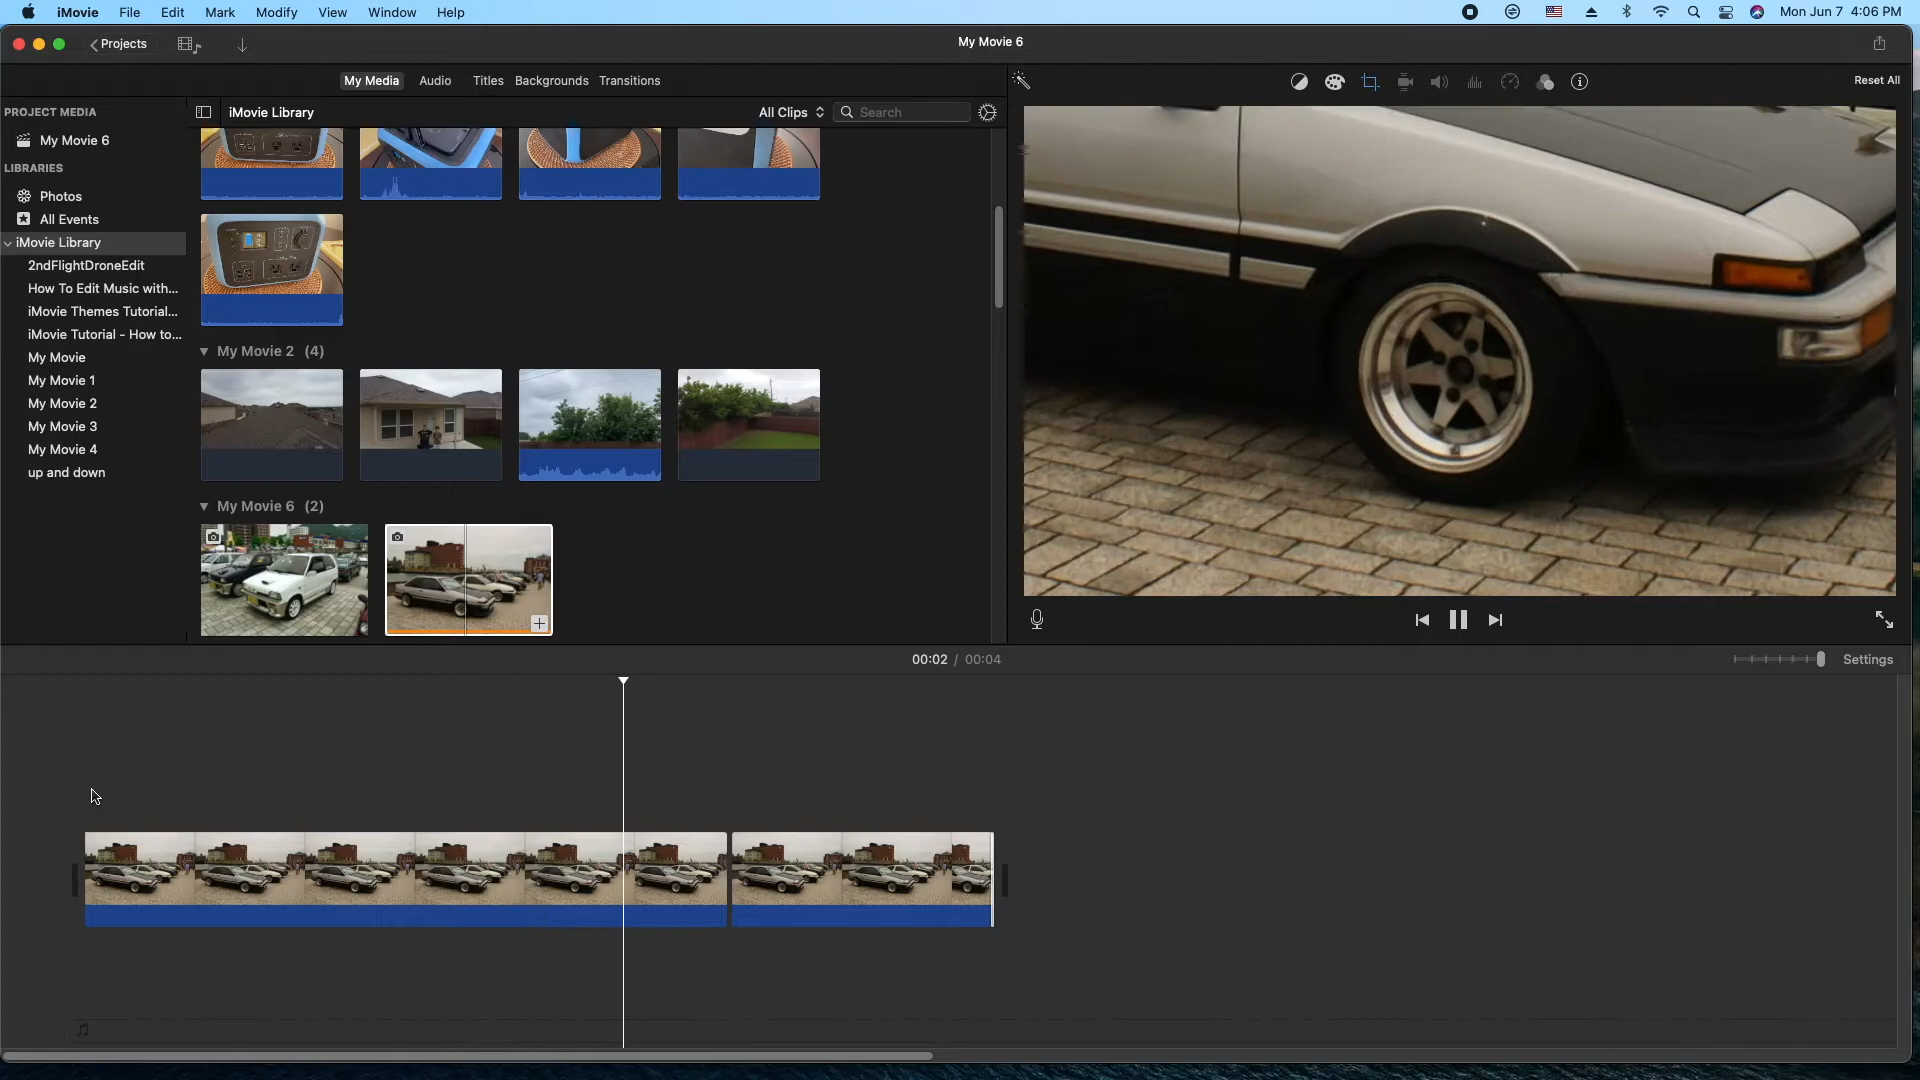 iMovie File Edit Mark Modify View Window Help Mon Jun 7 4:06 PM
Projects My Movie 6
My Media Audio Titles Backgrounds Transitions Reset All
PROJECT MEDIA
My Movie 6
LIBRARIES
Photos
All Events
iMovie Library
2ndFlightDroneEdit
How To Edit Music with...
iMovie Themes Tutorial...
iMovie Tutorial - How to...
My Movie
My Movie 1
My Movie 2
My Movie 3
My Movie 4
up and down
iMovie Library All Clips Search
My Movie 2 (4)
My Movie 6 (2)
00:02 / 00:04 Settings